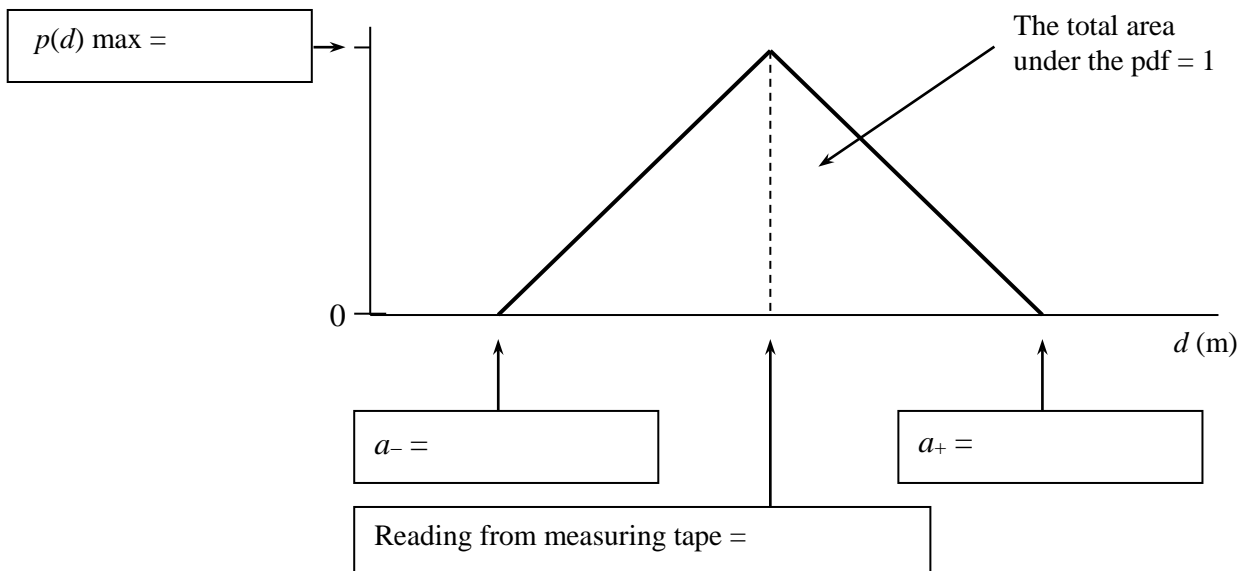 p(d) max =
The total area
under the pdf = 1
0
d (m)
a– =
a+ =
Reading from measuring tape =